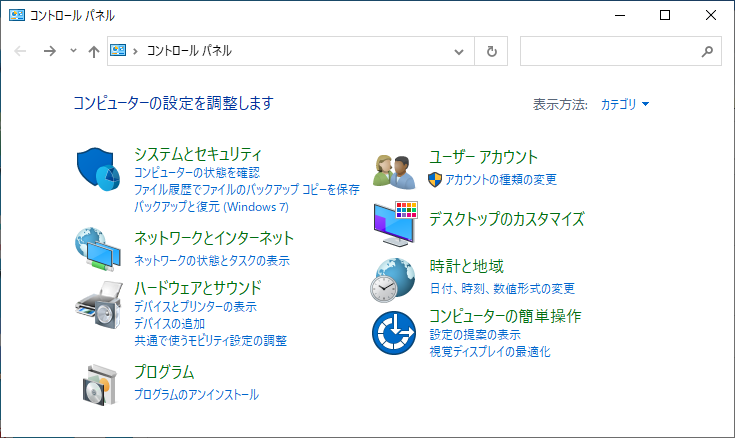 コントロール パネル
コントロール パネル
コンピューターの設定を調整します
表示方法: カテゴリ
システムとセキュリティ
コンピューターの状態を確認
ファイル履歴でファイルのバックアップ コピーを保存
バックアップと復元 (Windows 7)
ネットワークとインターネット
ネットワークの状態とタスクの表示
ハードウェアとサウンド
デバイスとプリンターの表示
デバイスの追加
共通で使うモビリティ設定の調整
プログラム
プログラムのアンインストール
ユーザー アカウント
アカウントの種類の変更
デスクトップのカスタマイズ
時計と地域
日付、時刻、数値形式の変更
コンピューターの簡単操作
設定の提案の表示
視覚ディスプレイの最適化